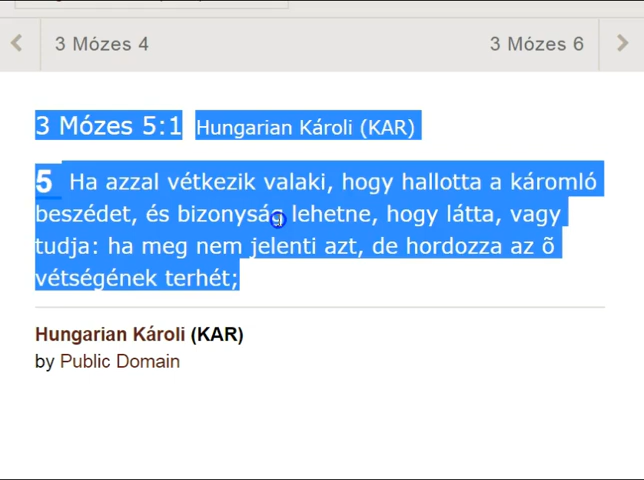 3 Mózes 4
3 Mózes 6
3 Mózes 5:1 Hungarian Károli (KAR)
5 Ha azzal vétkezik valaki, hogy hallotta a káromló
beszédet, és bizonyság lehetne, hogy látta, vagy
tudja: ha meg nem jelenti azt, de hordozza az õ
vétségének terhét;
Hungarian Károli (KAR)
by Public Domain